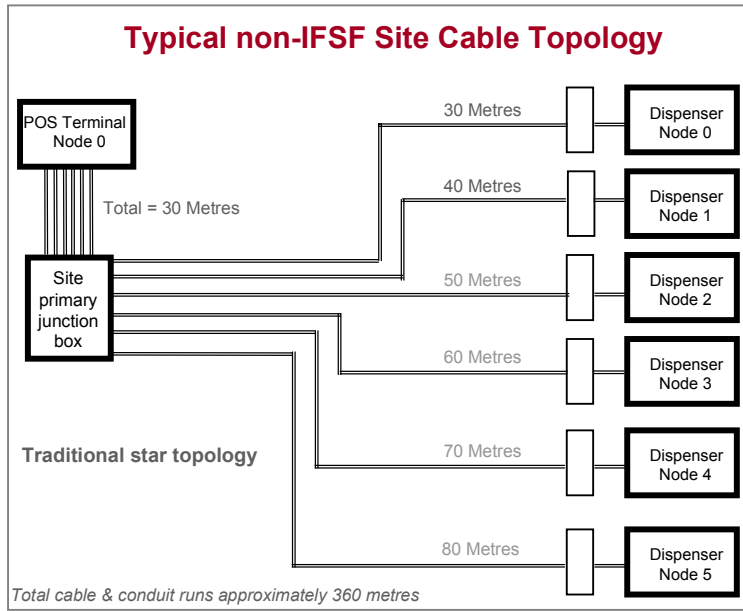 Typical non-IFSF Site Cable Topology
POS Terminal
Node 0
Total = 30 Metres
Site
primary
junction
box
30 Metres
Dispenser
Node 0
40 Metres
Dispenser
Node 1
50 Metres
Dispenser
Node 2
60 Metres
Dispenser
Node 3
Traditional star topology
70 Metres
Dispenser
Node 4
80 Metres
Dispenser
Node 5
Total cable & conduit runs approximately 360 metres